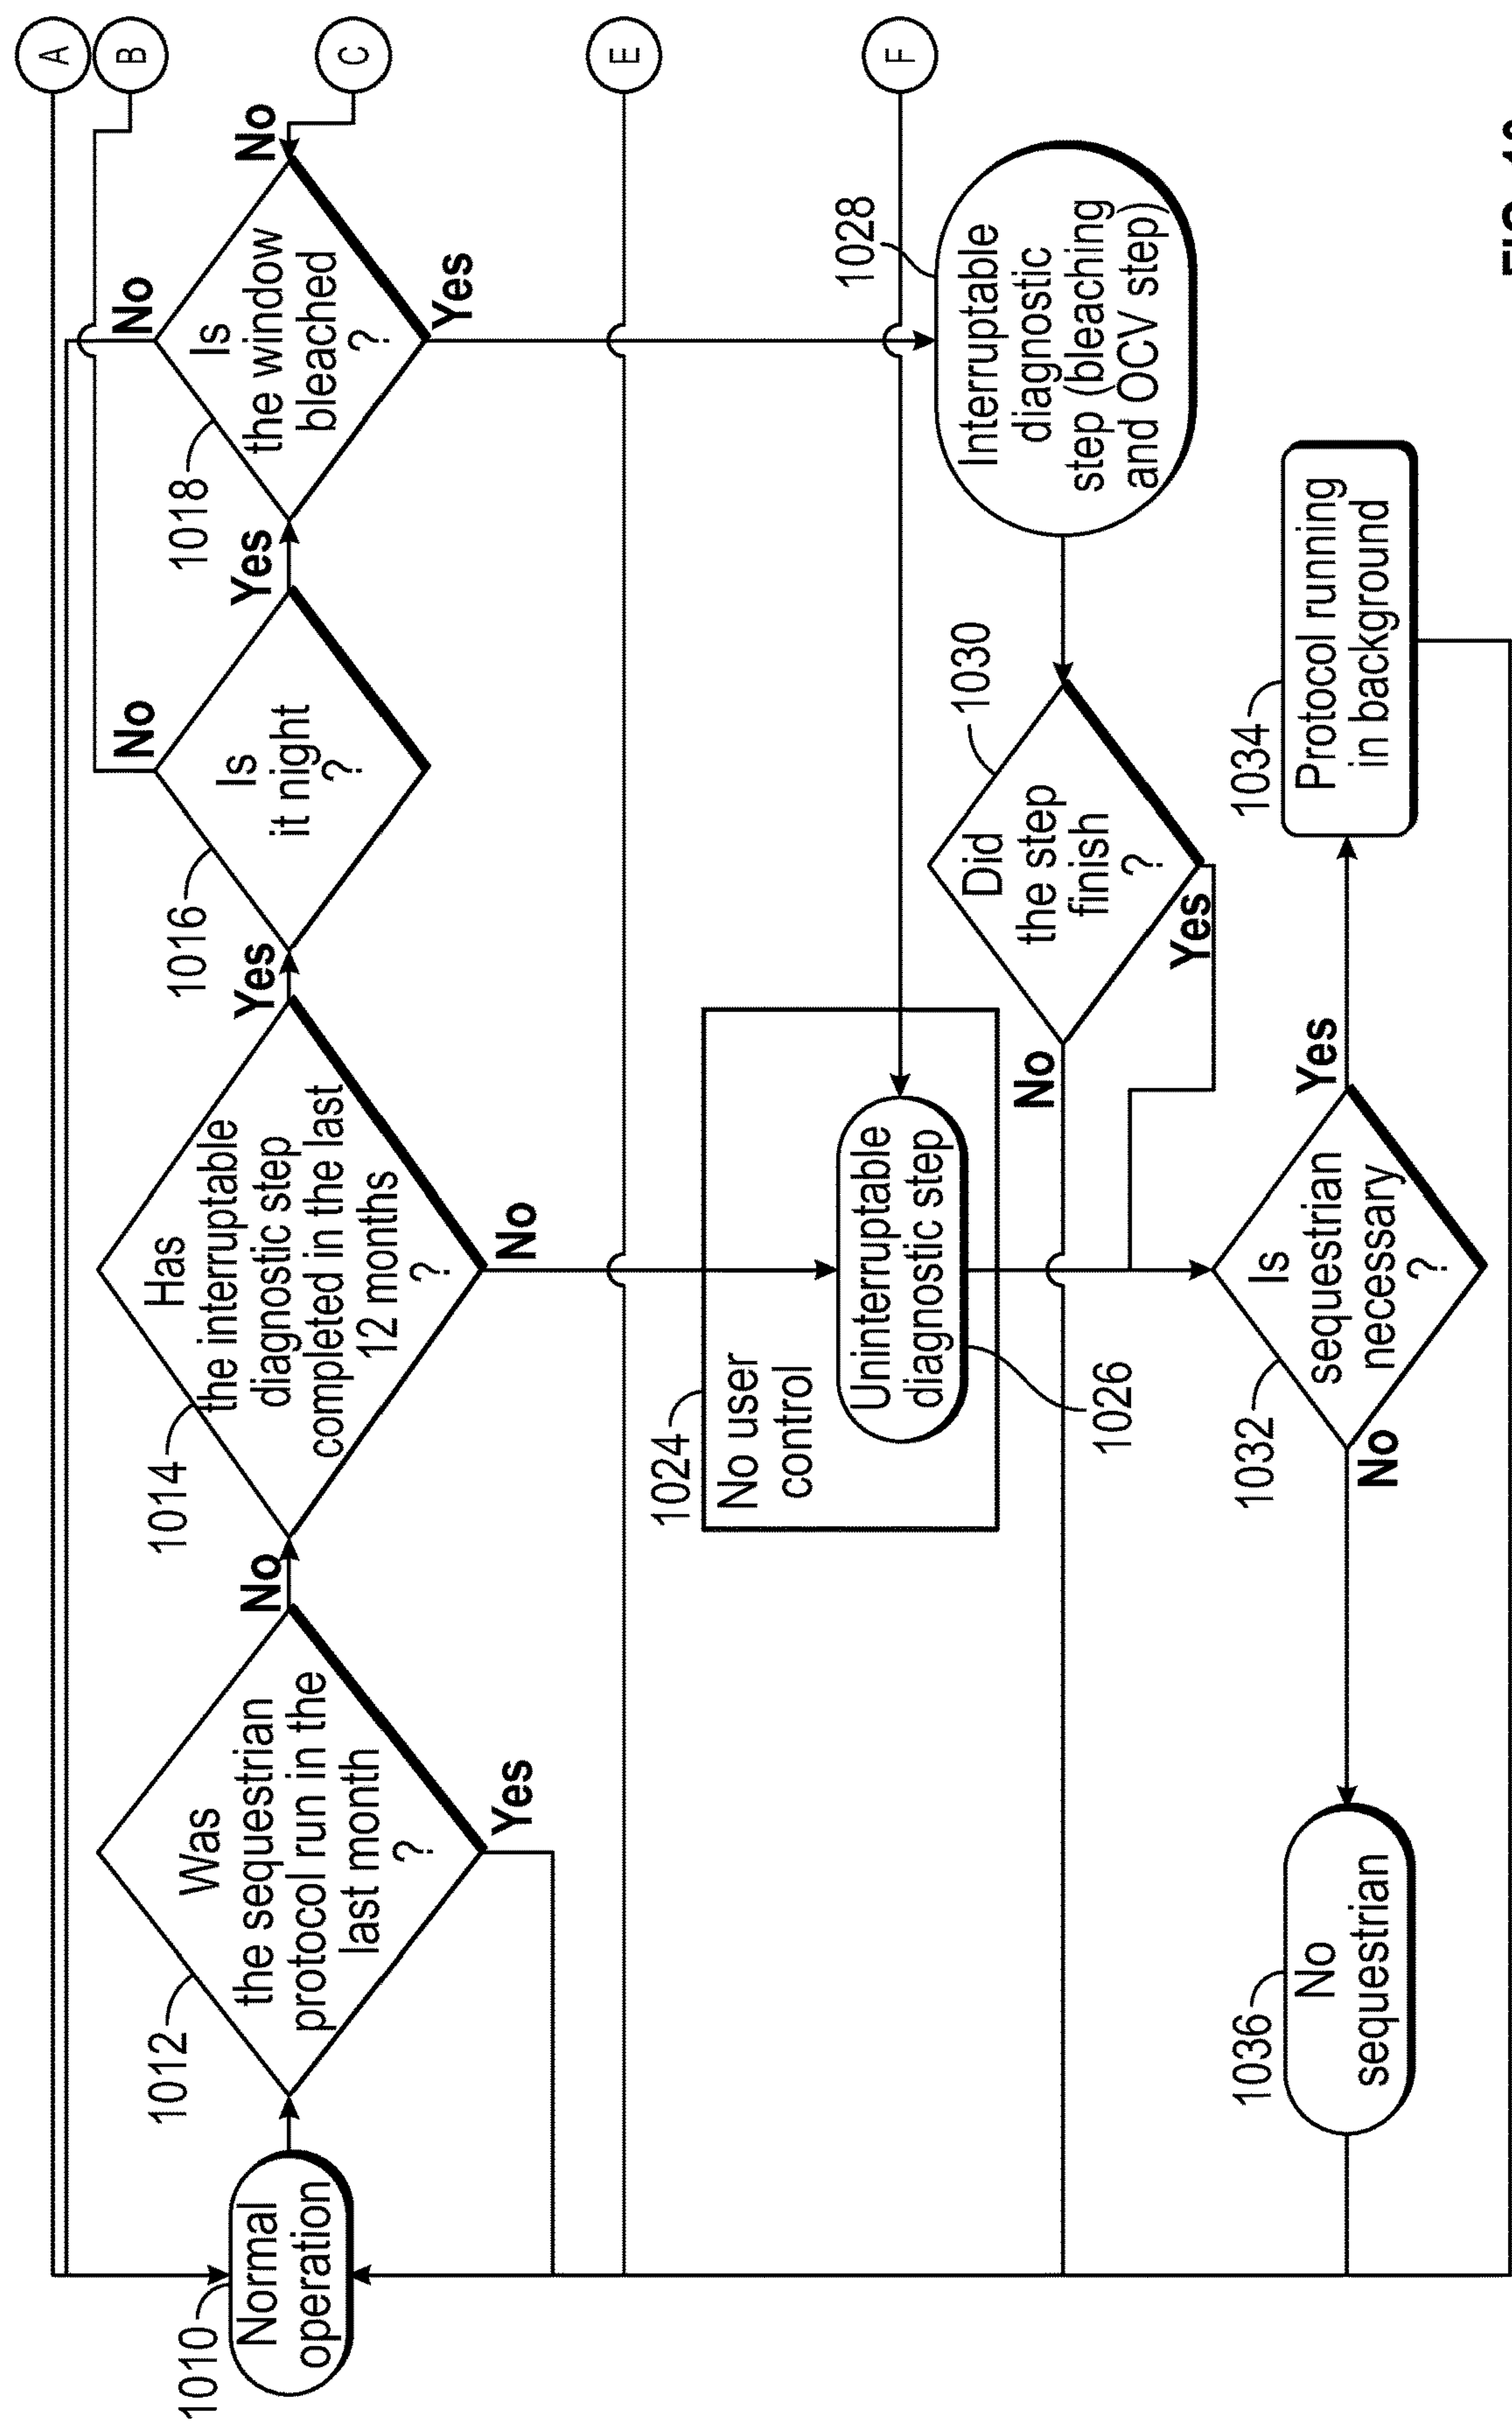 A
B
C
E
F
1010
Normal
operation
1012
Was
the sequestrian
protocol run in the
last month
?
No
Yes
1014
Has
the interruptable
diagnostic step
completed in the last
12 months
?
Yes
No
1016
Is
it night
?
No
Yes
1018
Is
the window
bleached
?
No
No
Yes
1024
No user
control
Uninterruptable
diagnostic step
1026
1028
Interruptable
diagnostic
step (bleaching
and OCV step)
1030
Did
the step
finish
?
No
Yes
1032
Is
sequestrian
necessary
?
Yes
No
1034
Protocol running
in background
1036
No
sequestrian